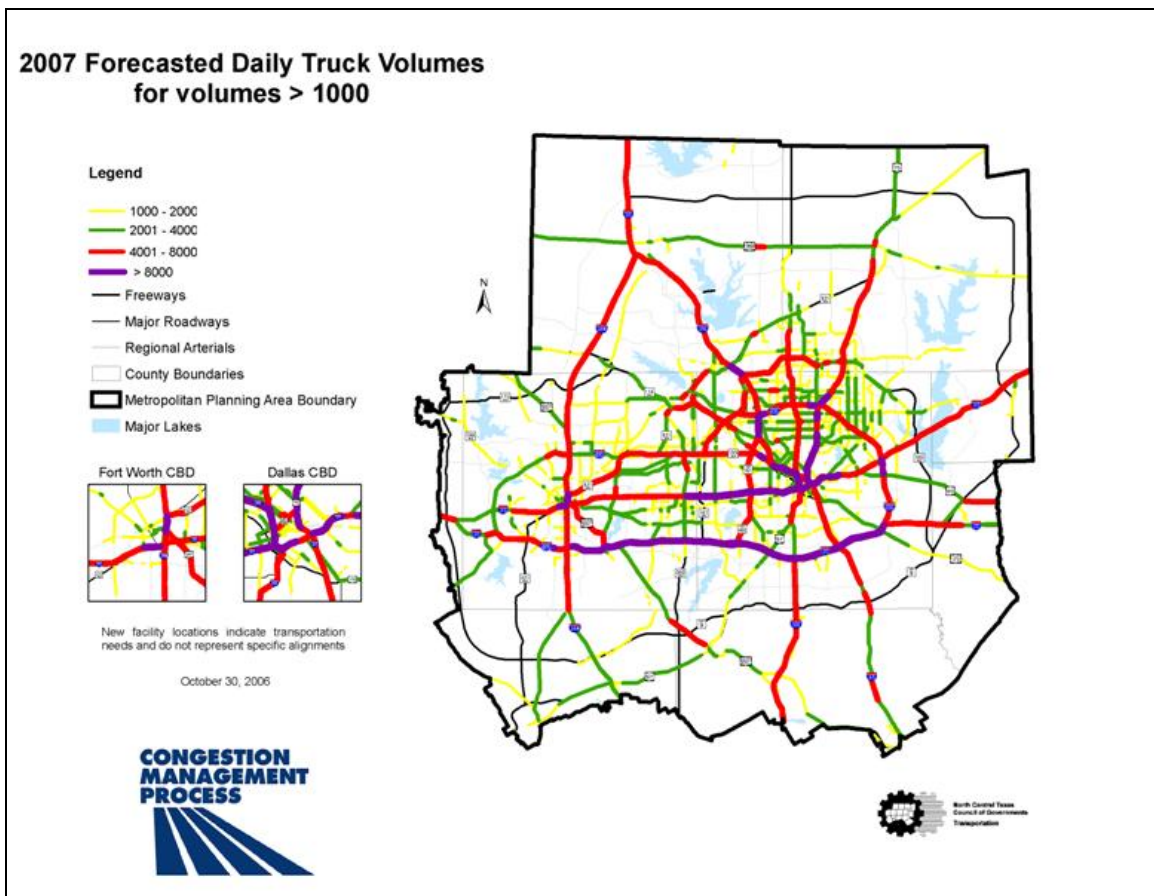 2007 Forecasted Daily Truck Volumes
for volumes > 1000
Legend
1000 - 2000
2001 - 4000
4001 - 8000
> 8000
Freeways
Major Roadways
Regional Arterials
County Boundaries
Metropolitan Planning Area Boundary
Major Lakes
N
Fort Worth CBD
Dallas CBD
New facility locations indicate transportation
needs and do not represent specific alignments
October 30, 2006
CONGESTION
MANAGEMENT
PROCESS
North Central Texas
Council of Governments
Transportation